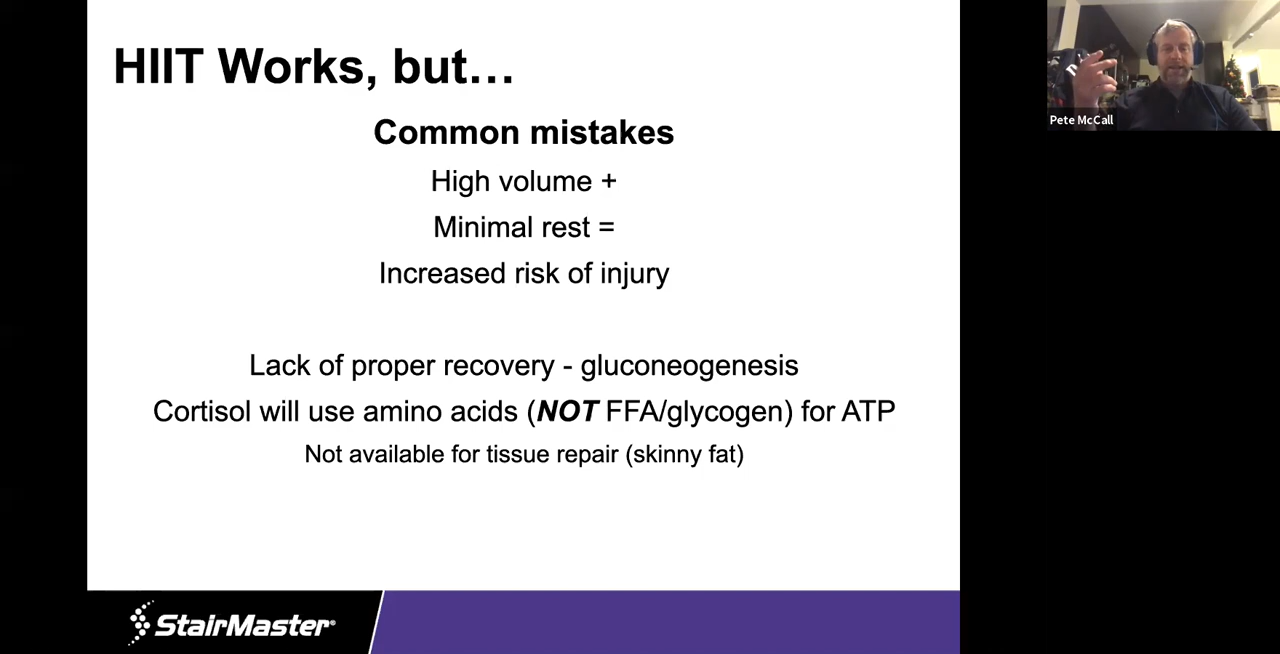 HIIT Works, but…
Common mistakes
High volume +
Minimal rest =
Increased risk of injury
Lack of proper recovery - gluconeogenesis
Cortisol will use amino acids (NOT FFA/glycogen) for ATP
Not available for tissue repair (skinny fat)
StairMaster®
Pete McCall